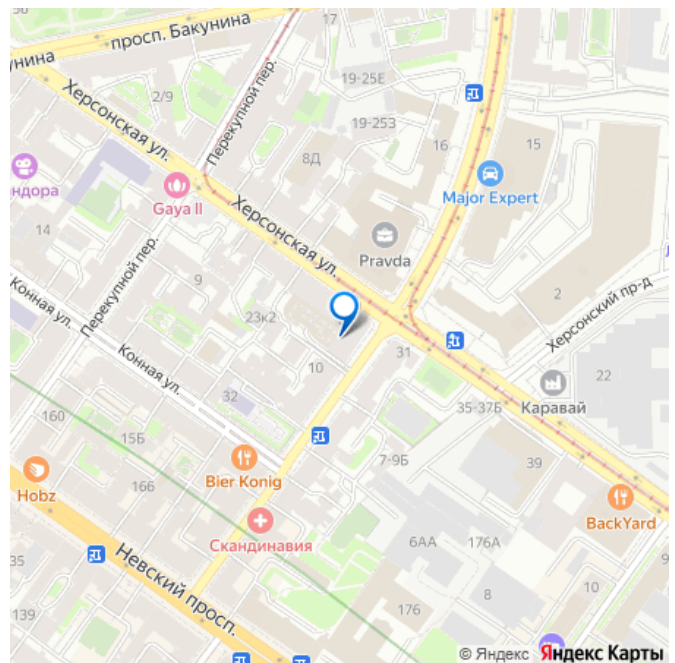 просп. Бакунина
унина
17
19-25Е
2/9
Херсонская ул.
Перекупной пер.
19-253
16
15
8Д
ндора
Gaya II
Major Expert
Херсонская ул.
Pravda
14
9
Перекупной пер.
2
Херсонский пр-д
Конная ул.
23к2
Конная ул.
10
31
22
Каравай
32
35-37Б
160
15Б
7-9Б
39
Hobz
166
Bier Konig
BackYard
Скандинавия
35
Невский просп.
6АА
176А
9
139
176
8
10
© Яндекс Яндекс Карты